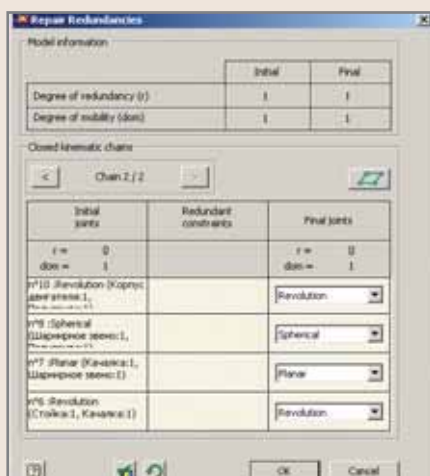 Repair Redundancies
Model information
Initial Final
Degree of redundancy (r) 1 1
Degree of mobility (dom) 1 1
Closed kinematic chains
< Chain 2 / 2 >
Initial joints Redundant constraints Final joints
r = 0 r = 0
dom = 1 dom = 1
n°10 :Revolution (Корпус
двигателя:1,
Revolution
n°8 :Spherical
(Шарнирное звено:1,
Spherical
n°7 :Planar (Качалка:1,
Шарнирное звено:1)
Planar
n°6 :Revolution
(Стойка:1, Качалка:1)
Revolution
OK Cancel